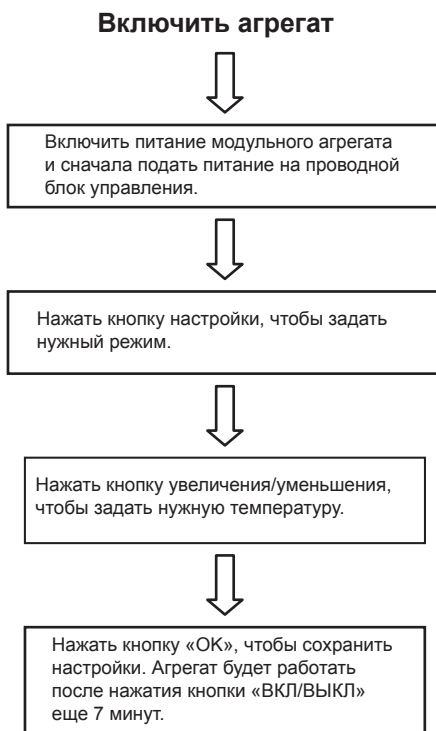 Включить агрегат
Включить питание модульного агрегата
и сначала подать питание на проводной
блок управления.
Нажать кнопку настройки, чтобы задать
нужный режим.
Нажать кнопку увеличения/уменьшения,
чтобы задать нужную температуру.
Нажать кнопку «OK», чтобы сохранить
настройки. Агрегат будет работать
после нажатия кнопки «ВКЛ/ВЫКЛ»
еще 7 минут.